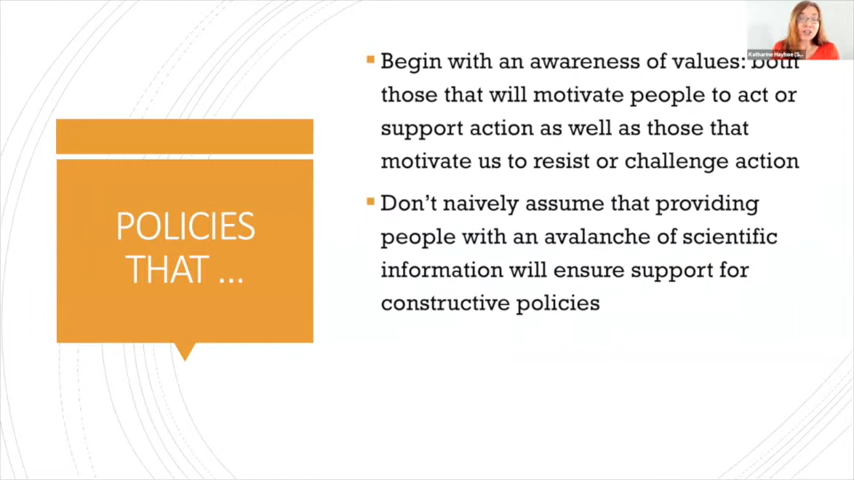 Katharine Hayhoe (S...
Begin with an awareness of values: both
those that will motivate people to act or
support action as well as those that
motivate us to resist or challenge action
Don't naively assume that providing
people with an avalanche of scientific
information will ensure support for
constructive policies
POLICIES
THAT ...